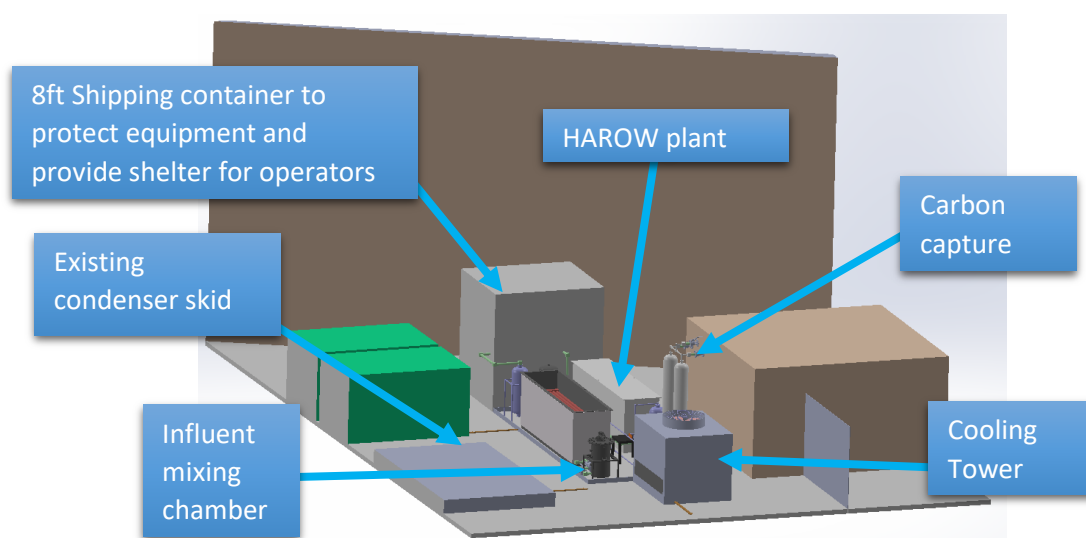 8ft Shipping container to
protect equipment and
provide shelter for operators
HAROW plant
Carbon
capture
Existing
condenser skid
Influent
mixing
chamber
Cooling
Tower